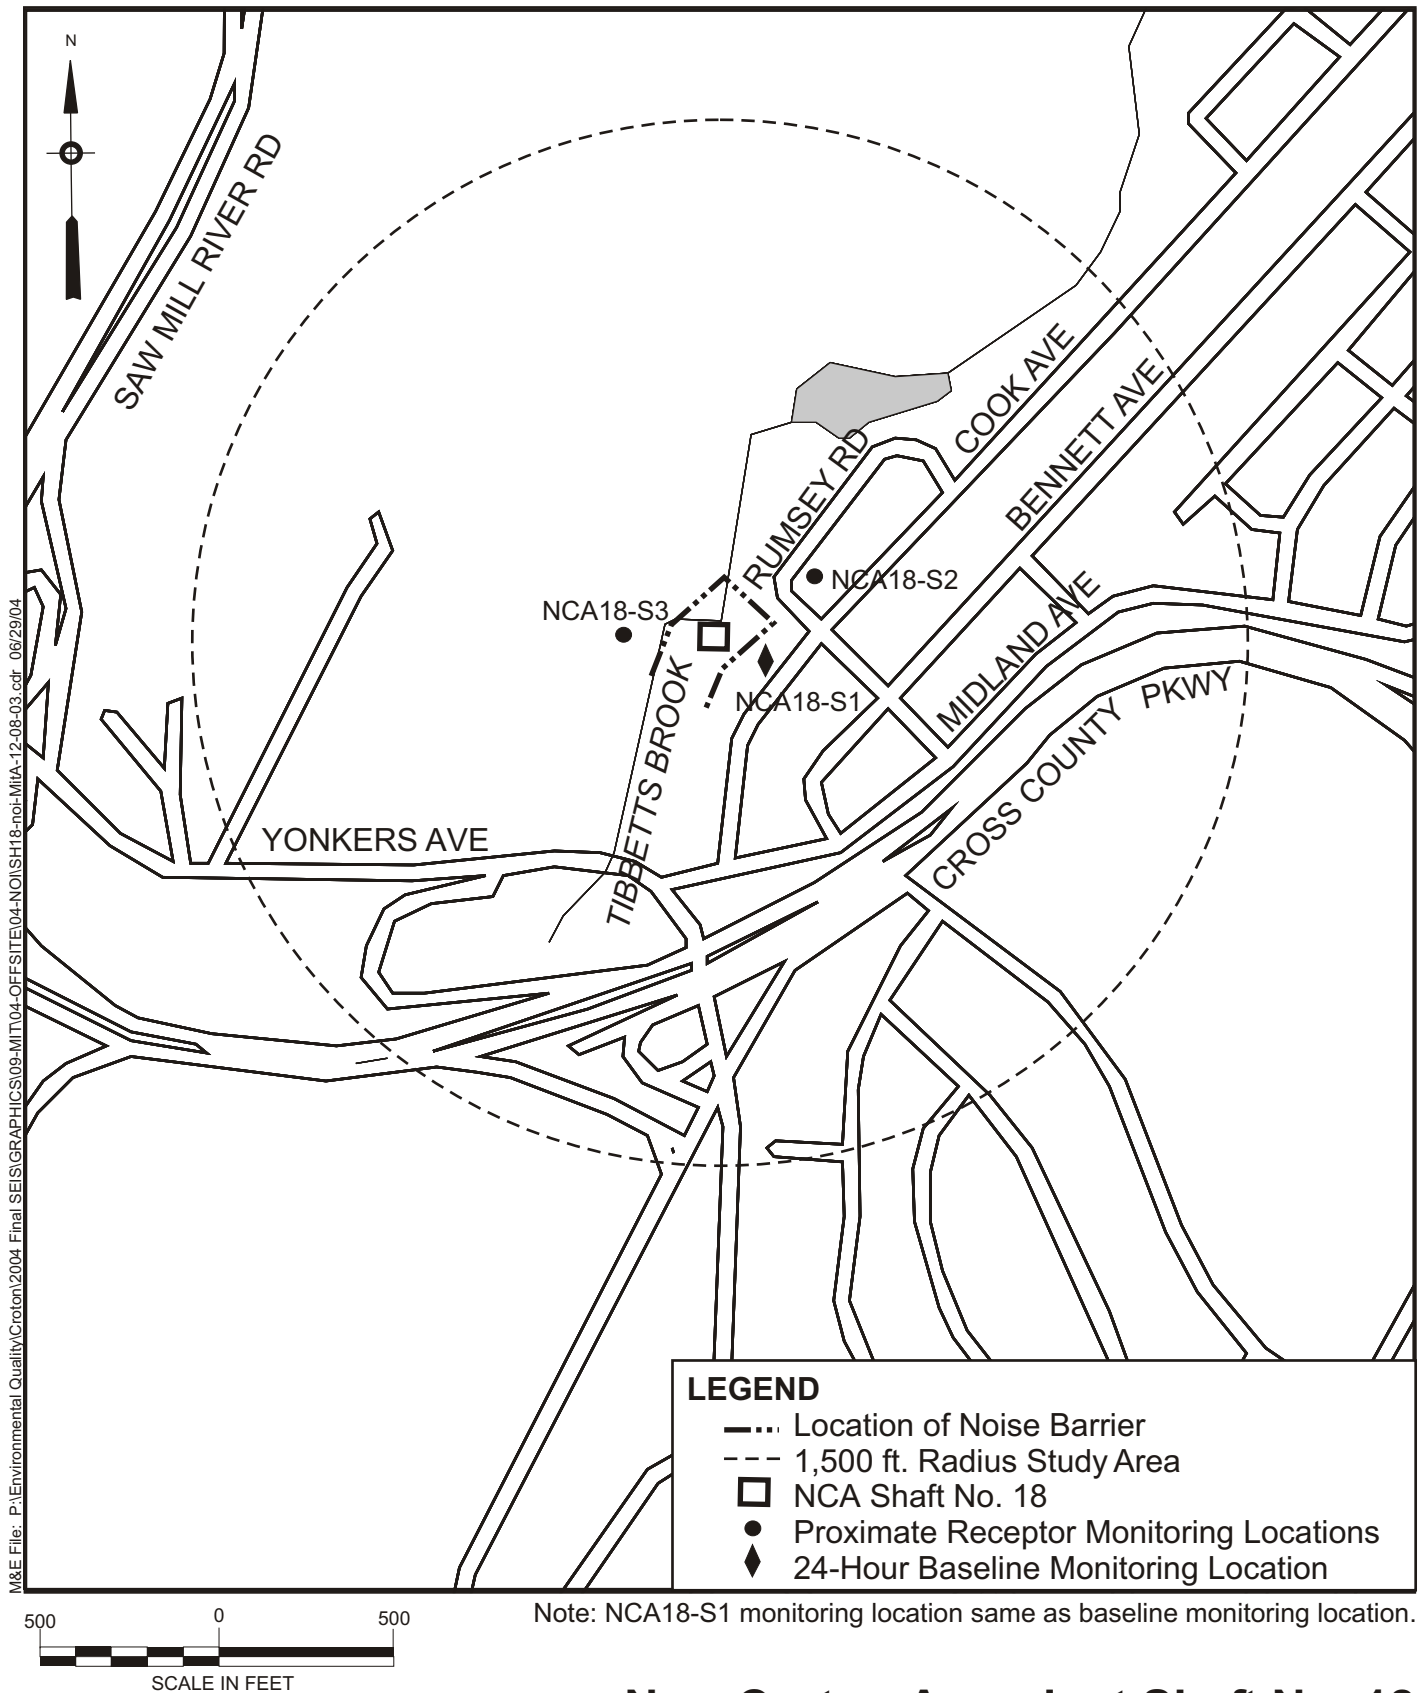 N
SAW MILL RIVER RD
COOK AVE
BENNETT AVE
RUMSEY RD
NCA18-S2
NCA18-S3
MIDLAND AVE
NCA18-S1
PKWY
CROSS COUNTY
TIBBETTS BROOK
YONKERS AVE
M&E File: P:\Environmental Quality\Croton\2004 Final SEIS\GRAPHICS\09-MIT\04-OFFSITE\04-NOI\SH18-noi-MitA-12-08-03.cdr 06/29/04
LEGEND
Location of Noise Barrier
1,500 ft. Radius Study Area
NCA Shaft No. 18
Proximate Receptor Monitoring Locations
24-Hour Baseline Monitoring Location
Note: NCA18-S1 monitoring location same as baseline monitoring location.
500 0 500
SCALE IN FEET